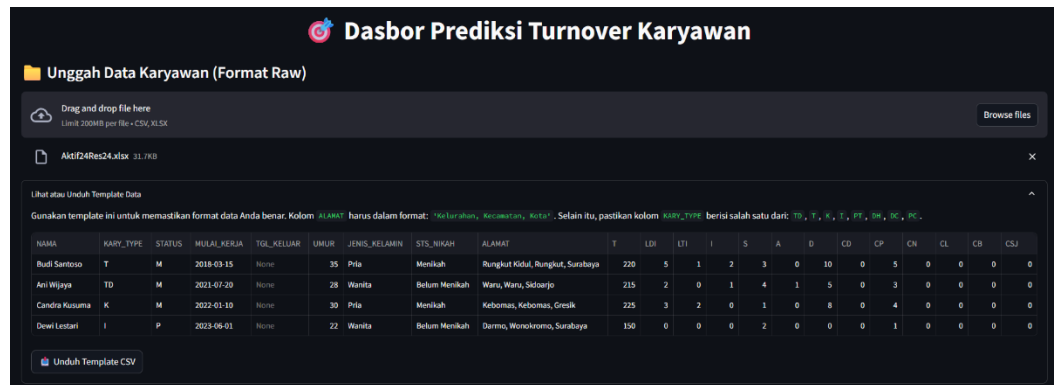 Dasbor Prediksi Turnover Karyawan
Unggah Data Karyawan (Format Raw)
Drag and drop file here
Limit 200MB per file • CSV, XLSX
Browse files
Aktif24Res24.xlsx 31.7KB
Lihat atau Unduh Template Data
Gunakan template ini untuk memastikan format data Anda benar. Kolom ALAMAT harus dalam format: "Kelurahan, Kecamatan, Kota". Selain itu, pastikan kolom KARY_TYPE berisi salah satu dari: TD, T, K, I, PT, DH, DC, PC.
NAMA KARY_TYPE STATUS MULAI_KERJA TGL_KELUAR UMUR JENIS_KELAMIN STS_NIKAH ALAMAT T LDI LTI I S A D CD CP CN CL CB CSJ
Budi Santoso T M 2018-03-15 None 35 Pria Menikah Rungkut Kidul, Rungkut, Surabaya 220 5 1 2 3 0 10 0 5 0 0 0 0
Ani Wijaya TD M 2021-07-20 None 28 Wanita Belum Menikah Waru, Waru, Sidoarjo 215 2 0 1 4 1 5 0 3 0 0 0 0
Candra Kusuma K M 2022-01-10 None 30 Pria Menikah Kebomas, Kebomas, Gresik 225 3 2 0 1 0 8 0 4 0 0 0 0
Dewi Lestari I P 2023-06-01 None 22 Wanita Belum Menikah Darmo, Wonokromo, Surabaya 150 0 0 0 2 0 0 0 1 0 0 0 0
Unduh Template CSV